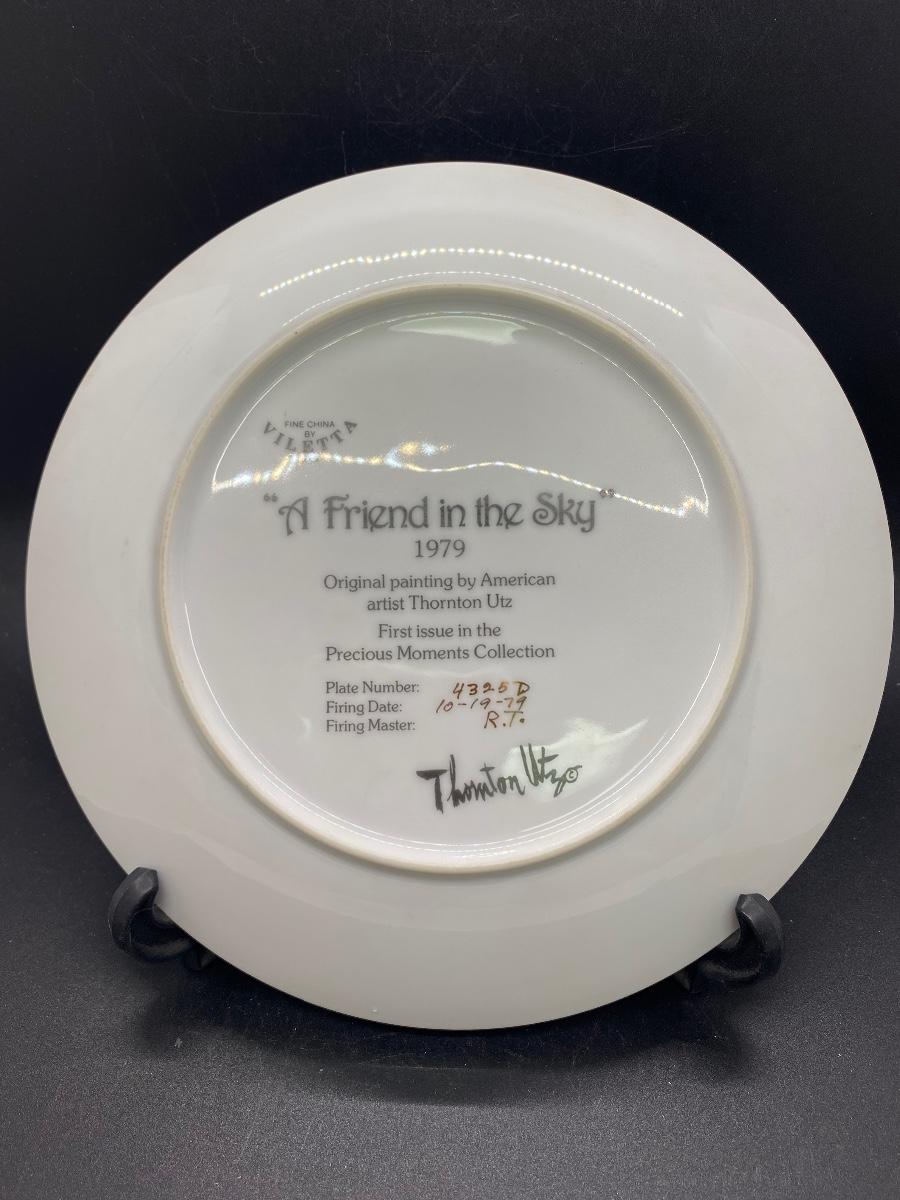 FINE CHINA
BY
VILETTA
"A Friend in the Sky"
1979
Original painting by American
artist Thornton Utz
First issue in the
Precious Moments Collection
Plate Number: 4325D
Firing Date: 10-19-79
Firing Master: R.T.
Thornton Utz ©